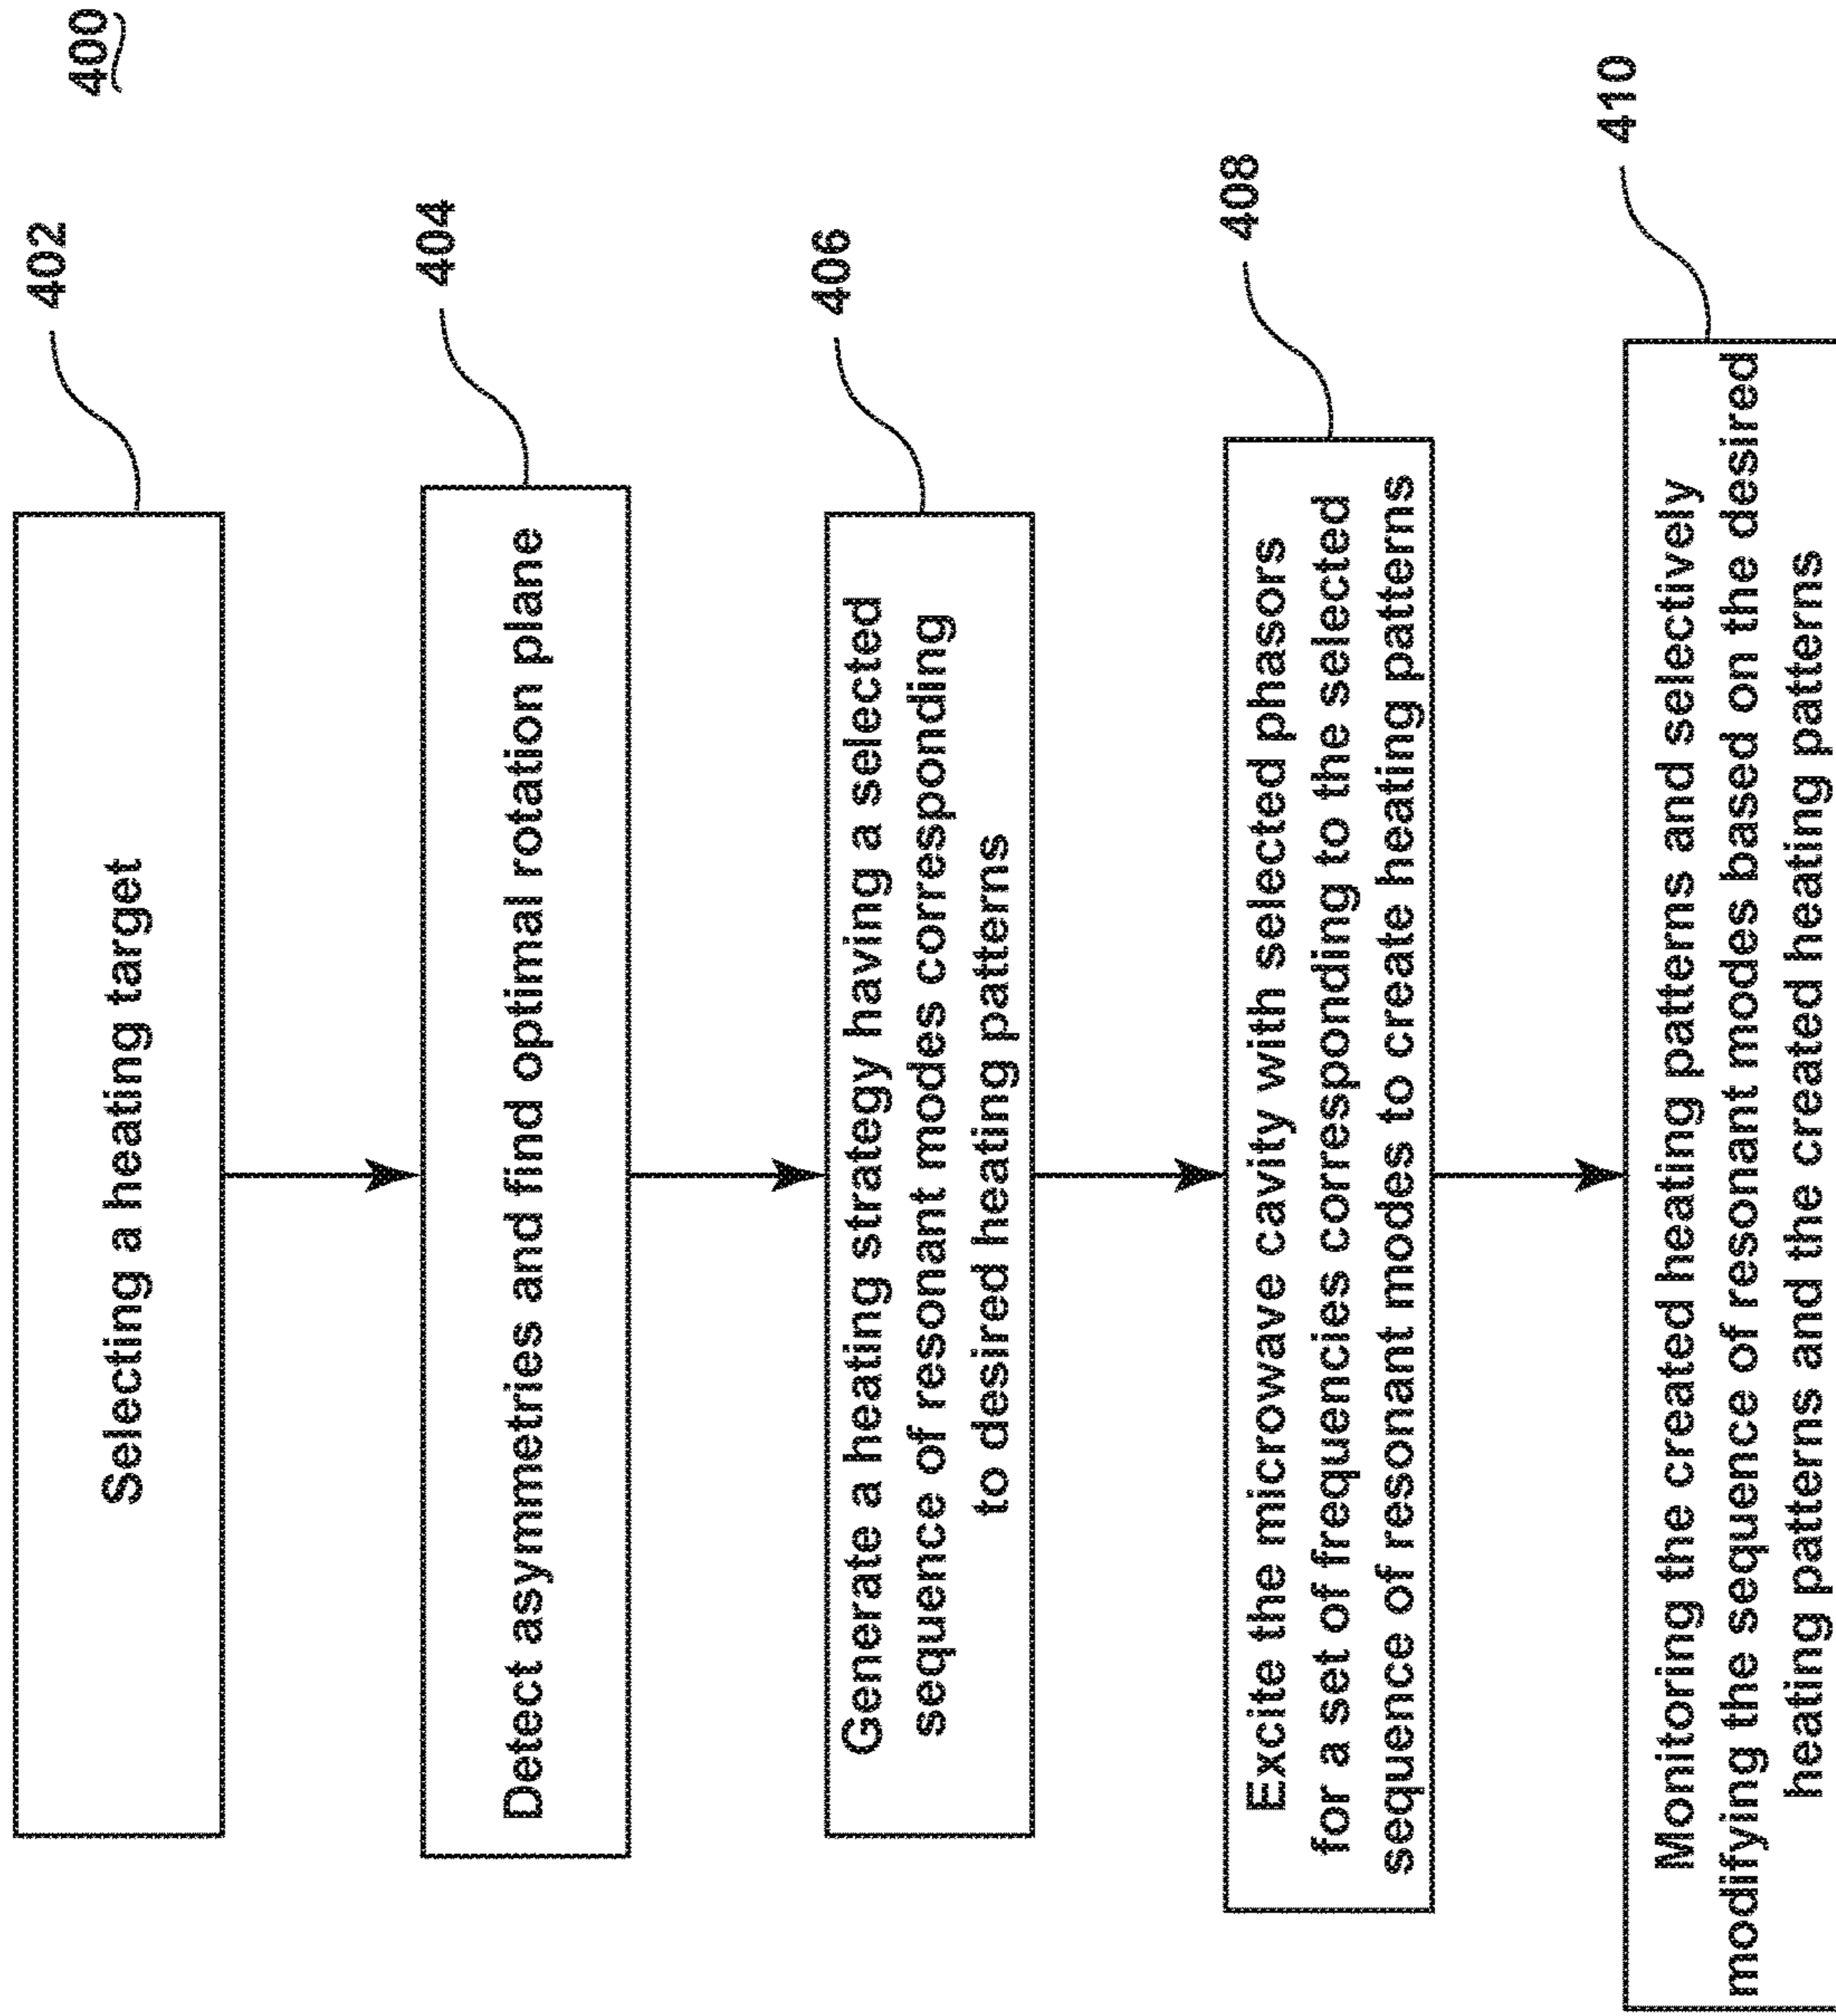 400
402
Selecting a heating target
404
Detect asymmetries and find optimal rotation plane
406
Generate a heating strategy having a selected
sequence of resonant modes corresponding
to desired heating patterns
408
Excite the microwave cavity with selected phasors
for a set of frequencies corresponding to the selected
sequence of resonant modes to create heating patterns
410
Monitoring the created heating patterns and selectively
modifying the sequence of resonant modes based on the desired
heating patterns and the created heating patterns